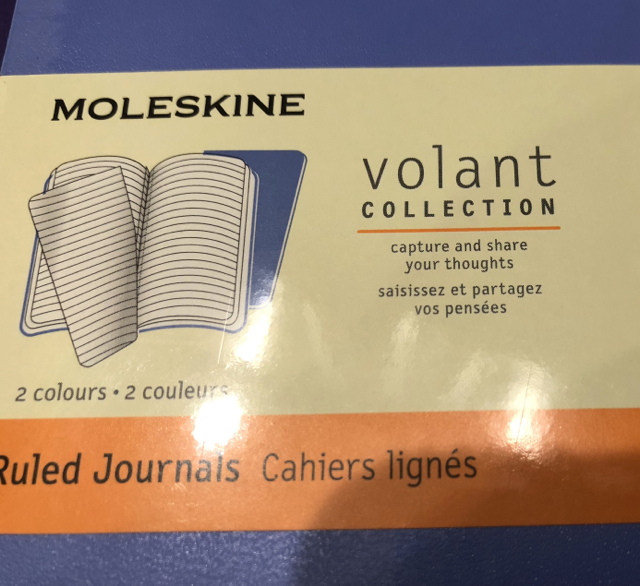 MOLESKINE
volant
COLLECTION
capture and share
your thoughts
saisissez et partagez
vos pensées
2 colours • 2 couleurs
Ruled Journals Cahiers lignés